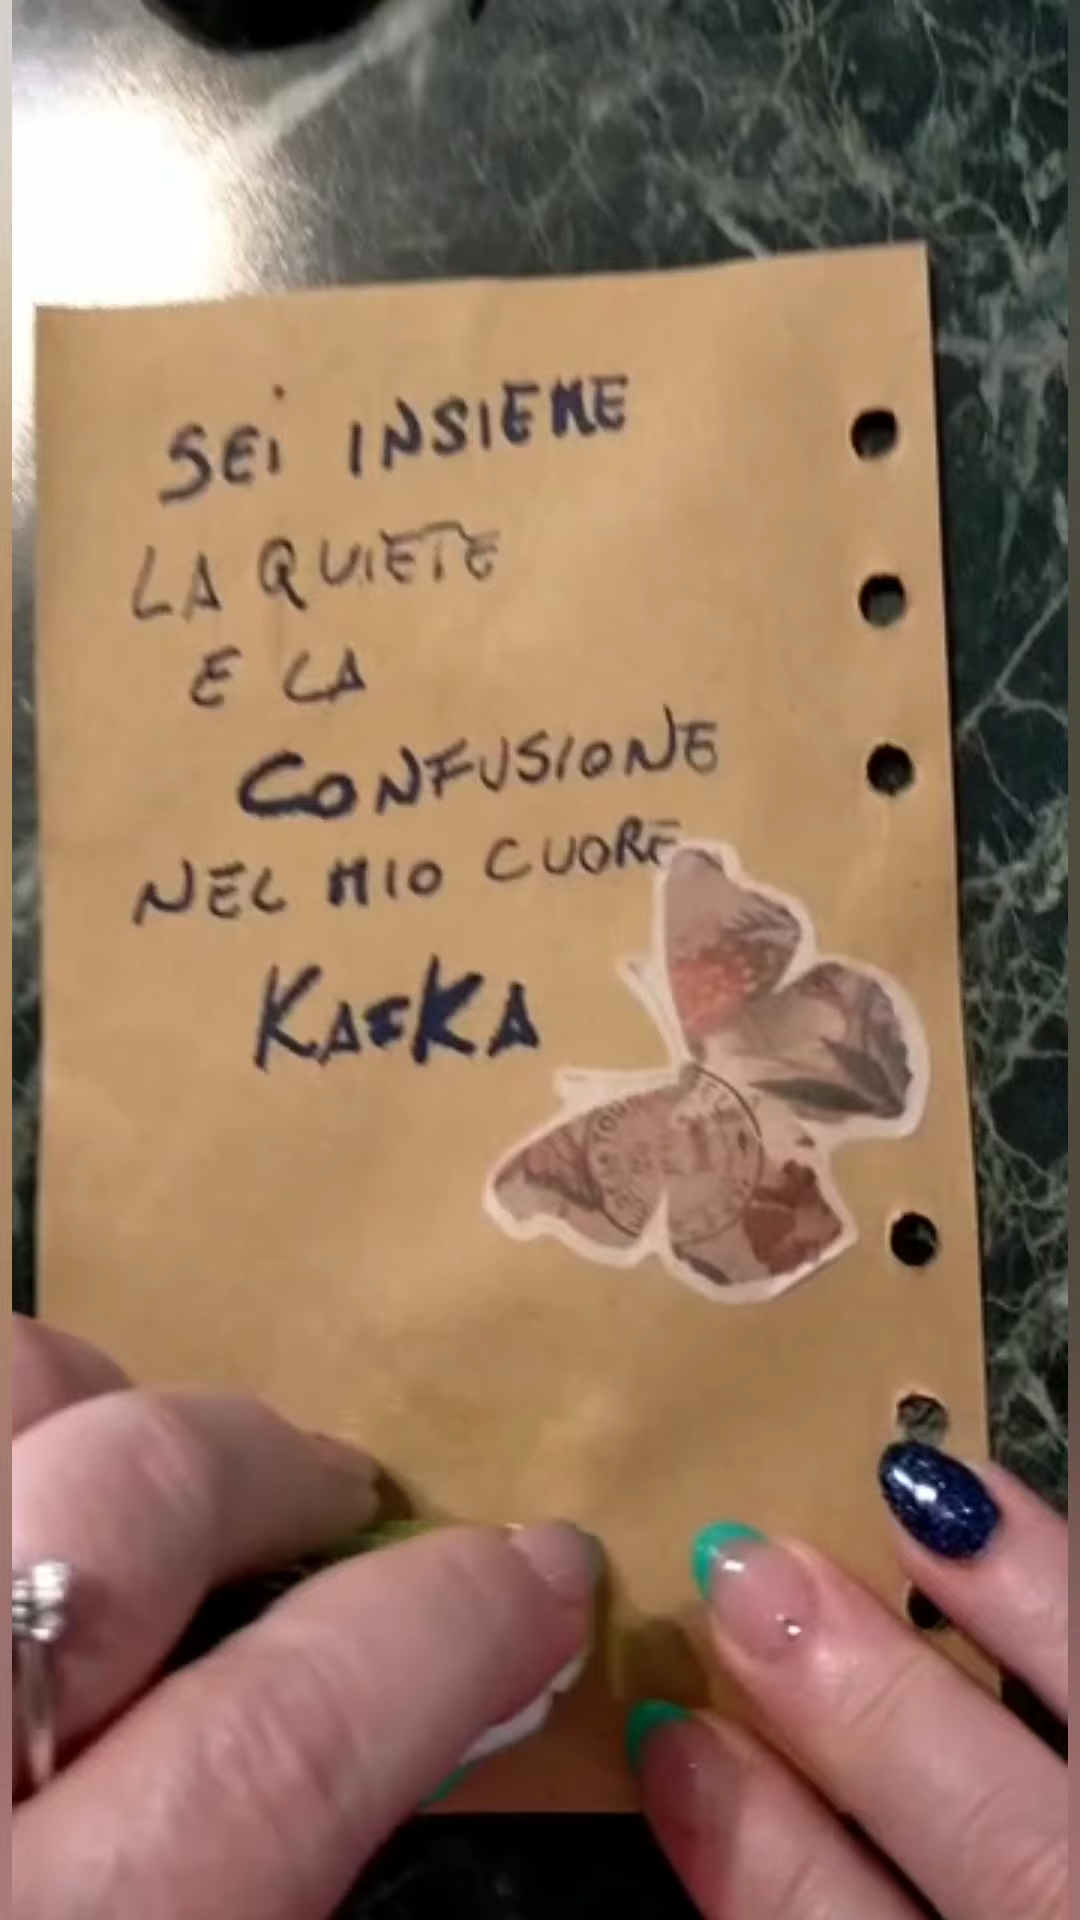 SEi INSIEME
LA QUIETE
E LA
CONFUSIONE
NEL MIO CUORE
KAFKA